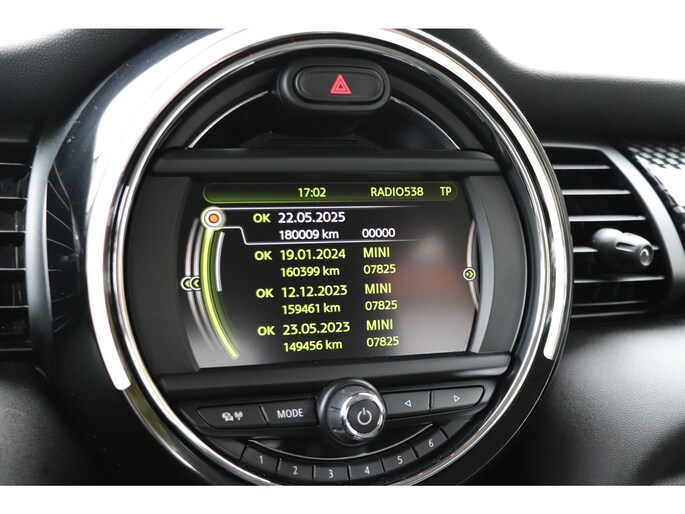 17:02 RADIO538 TP
OK 22.05.2025
180009 km 00000
OK 19.01.2024 MINI
160399 km 07825
OK 12.12.2023 MINI
159461 km 07825
OK 23.05.2023 MINI
149456 km 07825
MODE
1 2 3 4 5 6